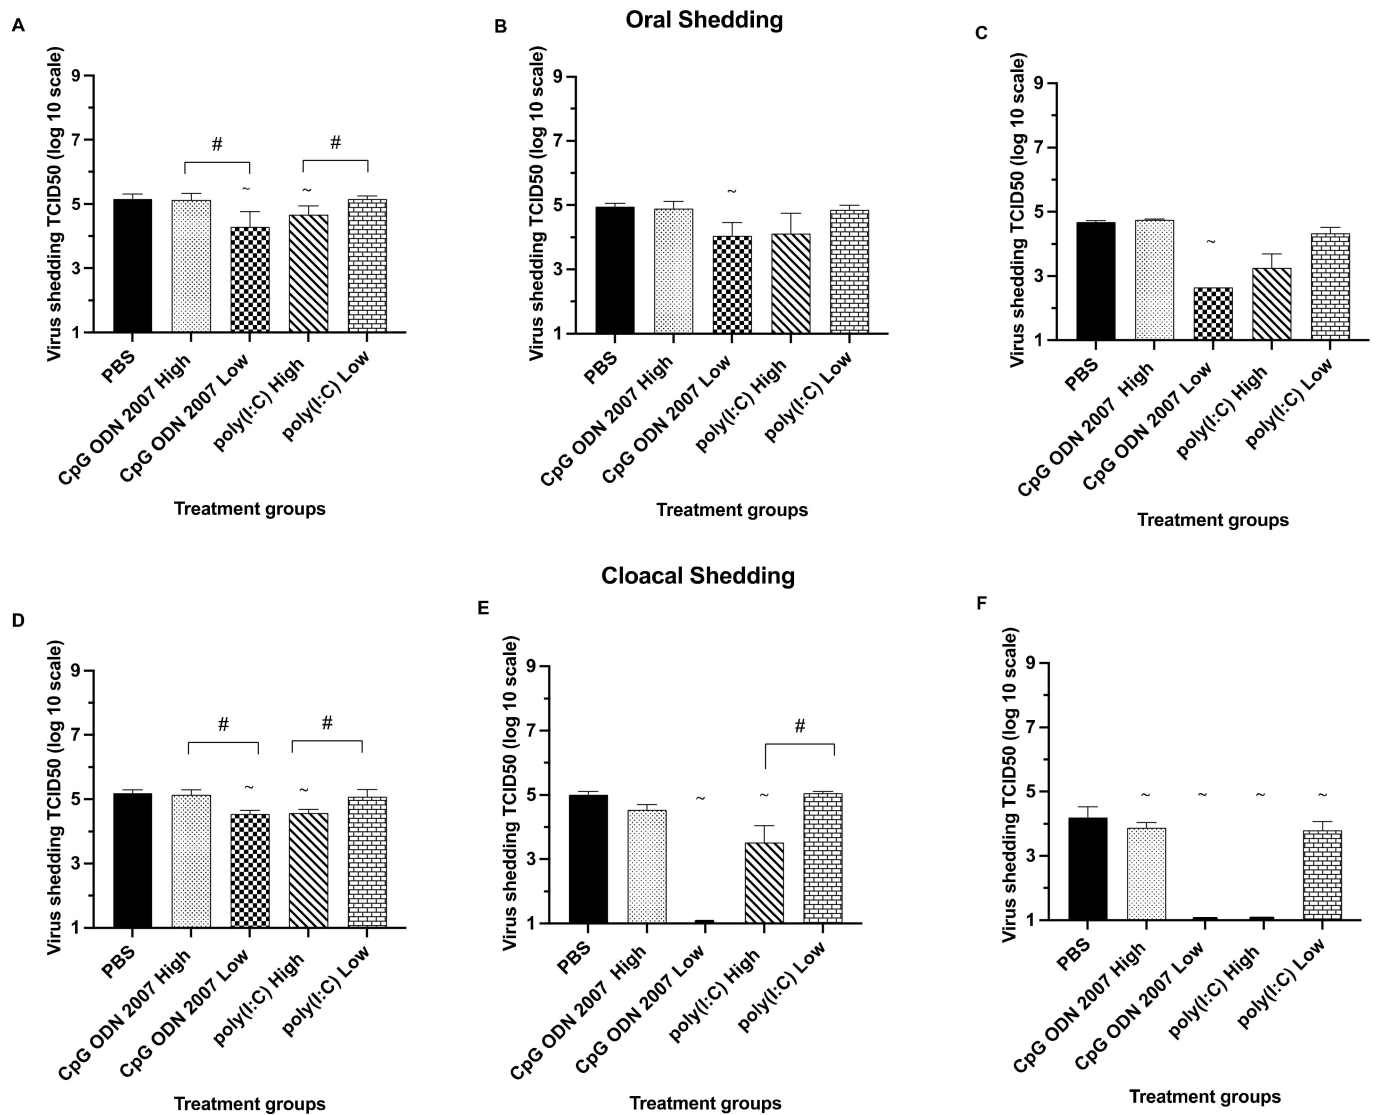 Oral Shedding
A
Virus shedding TCID50 (log 10 scale)
9
7
5
3
1
#
#
~
~
PBS
CpG ODN 2007 High
CpG ODN 2007 Low
poly(I:C) High
poly(I:C) Low
Treatment groups
B
Virus shedding TCID50 (log 10 scale)
9
7
5
3
1
~
PBS
CpG ODN 2007 High
CpG ODN 2007 Low
poly(I:C) High
poly(I:C) Low
Treatment groups
C
Virus shedding TCID50 (log 10 scale)
9
7
5
3
1
~
PBS
CpG ODN 2007 High
CpG ODN 2007 Low
poly(I:C) High
poly(I:C) Low
Treatment groups
Cloacal Shedding
D
Virus shedding TCID50 (log 10 scale)
9
7
5
3
1
#
#
~
~
PBS
CpG ODN 2007 High
CpG ODN 2007 Low
poly(I:C) High
poly(I:C) Low
Treatment groups
E
Virus shedding TCID50 (log 10 scale)
9
7
5
3
1
#
~
~
PBS
CpG ODN 2007 High
CpG ODN 2007 Low
poly(I:C) High
poly(I:C) Low
Treatment groups
F
Virus shedding TCID50 (log 10 scale)
9
7
5
3
1
~
~
~
~
PBS
CpG ODN 2007 High
CpG ODN 2007 Low
poly(I:C) High
poly(I:C) Low
Treatment groups